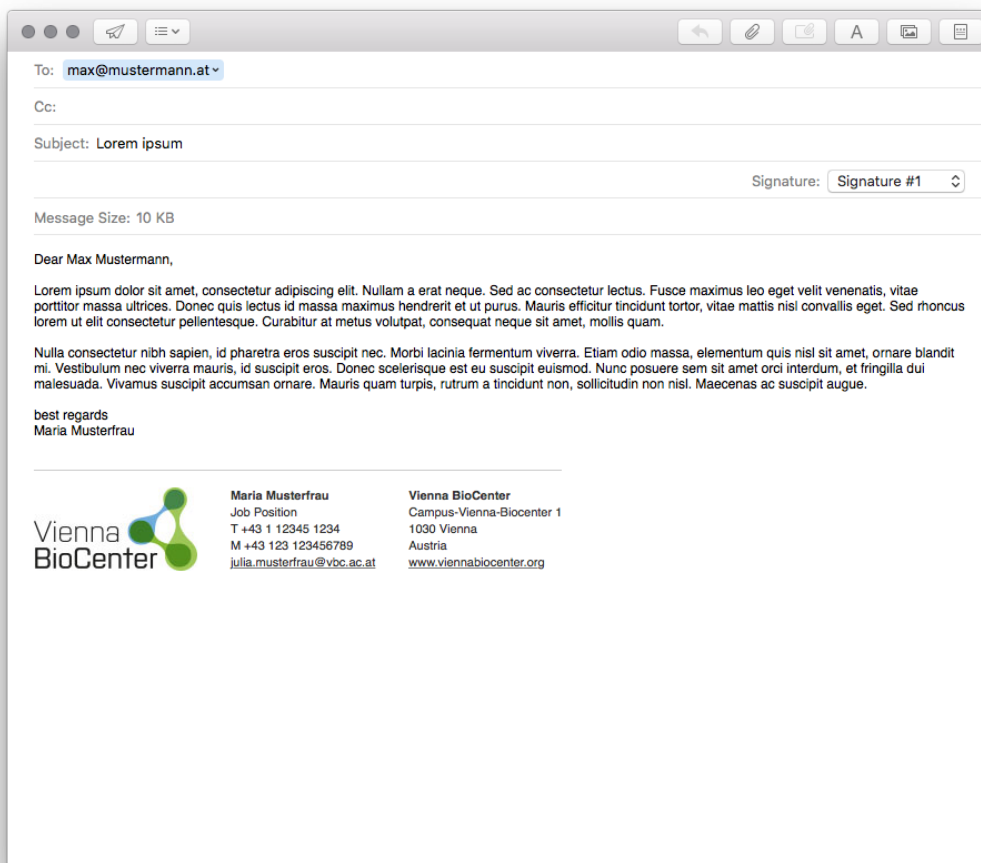 To: max@mustermann.at
Cc:
Subject: Lorem ipsum
Signature: Signature #1
Message Size: 10 KB
Dear Max Mustermann,
Lorem ipsum dolor sit amet, consectetur adipiscing elit. Nullam a erat neque. Sed ac consectetur lectus. Fusce maximus leo eget velit venenatis, vitae
porttitor massa ultrices. Donec quis lectus id massa maximus hendrerit et ut purus. Mauris efficitur tincidunt tortor, vitae mattis nisl convallis eget. Sed rhoncus
lorem ut elit consectetur pellentesque. Curabitur at metus volutpat, consequat neque sit amet, mollis quam.
Nulla consectetur nibh sapien, id pharetra eros suscipit nec. Morbi lacinia fermentum viverra. Etiam odio massa, elementum quis nisl sit amet, ornare blandit
mi. Vestibulum nec viverra mauris, id suscipit eros. Donec scelerisque est eu suscipit euismod. Nunc posuere sem sit amet orci interdum, et fringilla dui
malesuada. Vivamus suscipit accumsan ornare. Mauris quam turpis, rutrum a tincidunt non, sollicitudin non nisl. Maecenas ac suscipit augue.
best regards
Maria Musterfrau
Vienna
BioCenter
Maria Musterfrau
Job Position
T +43 1 12345 1234
M +43 123 123456789
julia.musterfrau@vbc.ac.at
Vienna BioCenter
Campus-Vienna-Biocenter 1
1030 Vienna
Austria
www.viennabiocenter.org